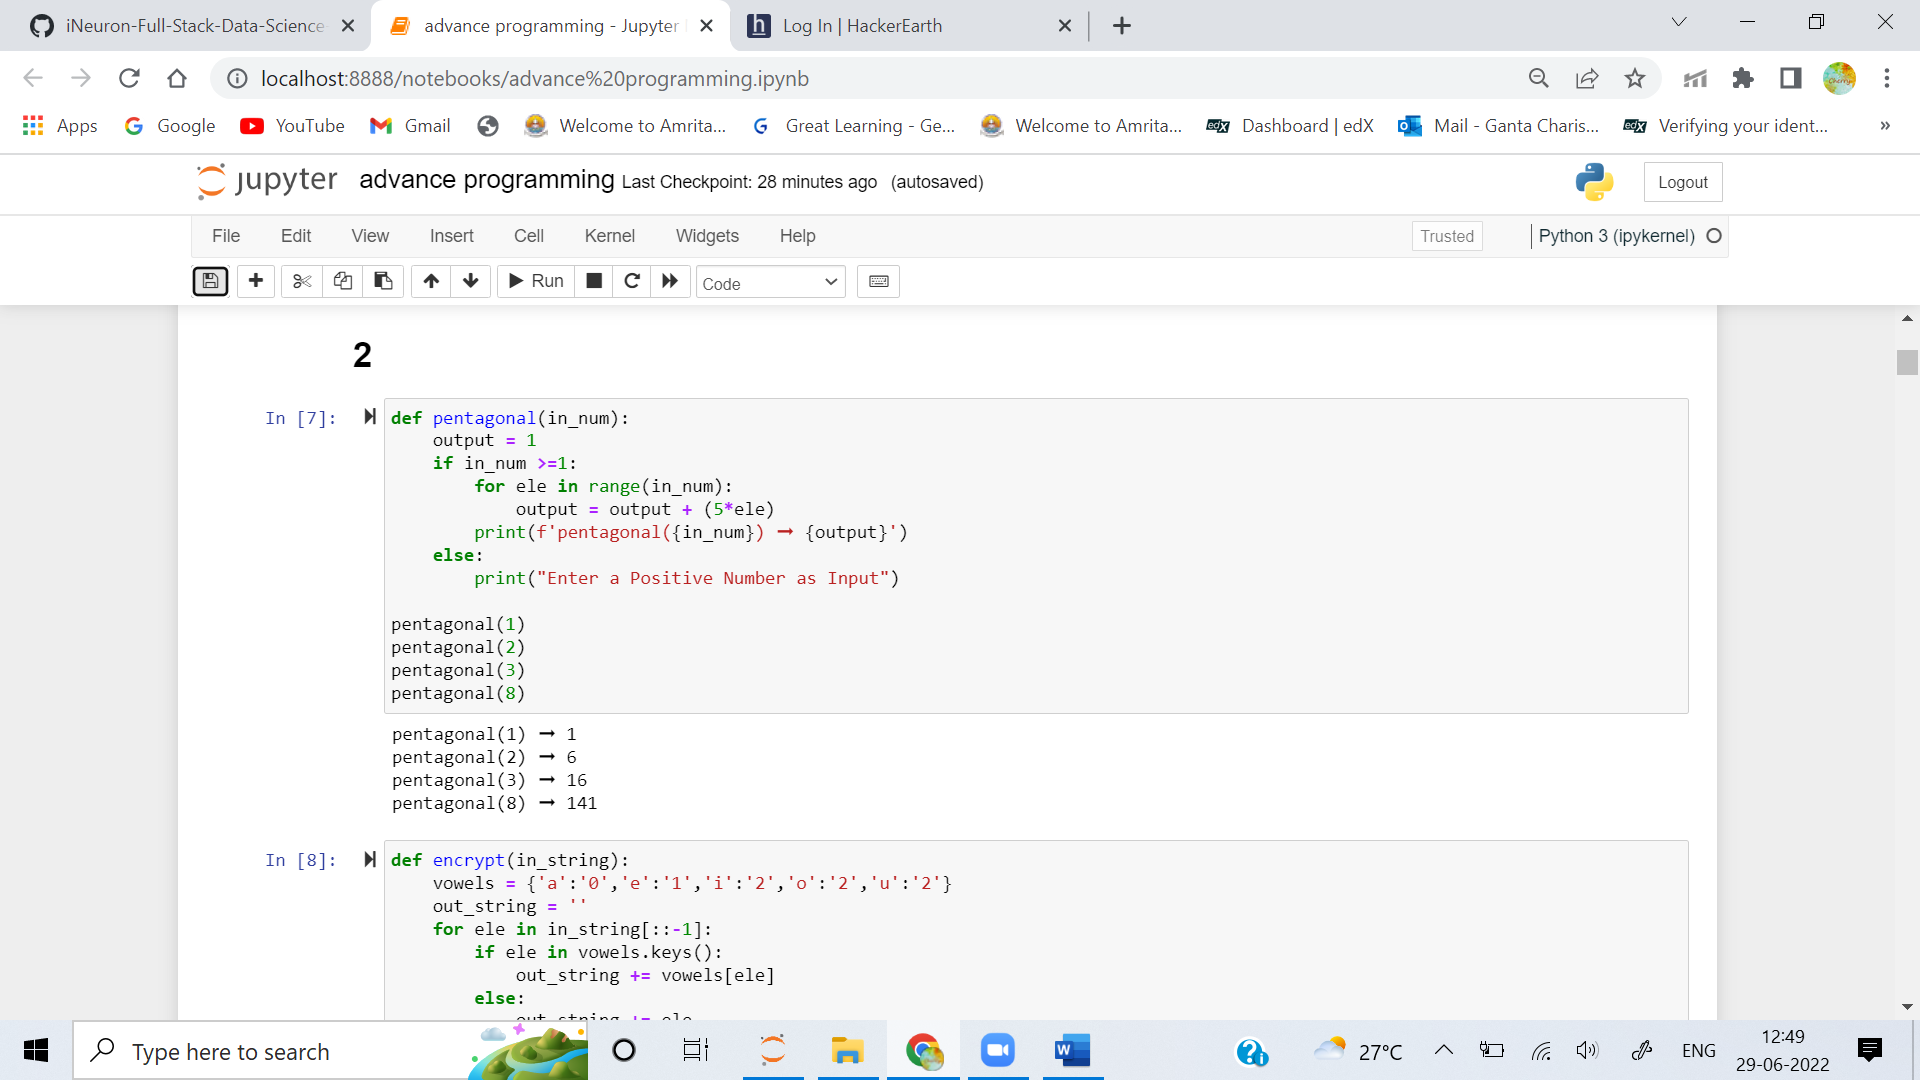 iNeuron-Full-Stack-Data-Science
advance programming - Jupyter
Log In | HackerEarth
localhost:8888/notebooks/advance%20programming.ipynb
Apps Google YouTube Gmail Welcome to Amrita... Great Learning - Ge... Welcome to Amrita... Dashboard | edX Mail - Ganta Charis... Verifying your ident... »
jupyter advance programming Last Checkpoint: 28 minutes ago (autosaved) Logout
File Edit View Insert Cell Kernel Widgets Help Trusted Python 3 (ipykernel)
Run Code
2
In [7]: def pentagonal(in_num):
output = 1
if in_num >=1:
for ele in range(in_num):
output = output + (5*ele)
print(f'pentagonal({in_num}) ➞ {output}')
else:
print("Enter a Positive Number as Input")
pentagonal(1)
pentagonal(2)
pentagonal(3)
pentagonal(8)
pentagonal(1) ➞ 1
pentagonal(2) ➞ 6
pentagonal(3) ➞ 16
pentagonal(8) ➞ 141
In [8]: def encrypt(in_string):
vowels = {'a':'0','e':'1','i':'2','o':'2','u':'2'}
out_string = ''
for ele in in_string[::-1]:
if ele in vowels.keys():
out_string += vowels[ele]
else:
out_string += ele
Type here to search
27°C ENG 12:49
29-06-2022